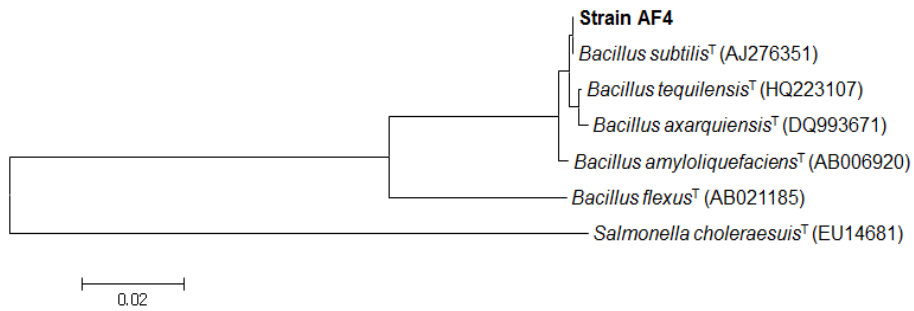 Strain AF4
Bacillus subtilisᵀ (AJ276351)
Bacillus tequilensisᵀ (HQ223107)
Bacillus axarquiensisᵀ (DQ993671)
Bacillus amyloliquefaciensᵀ (AB006920)
Bacillus flexusᵀ (AB021185)
Salmonella choleraesuisᵀ (EU14681)
0.02